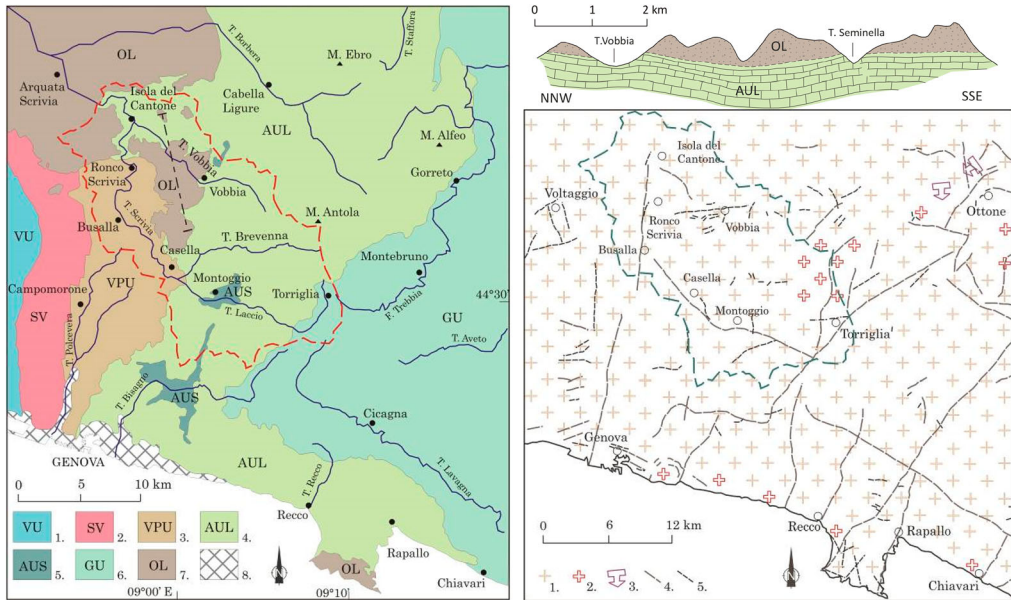 OL
T. Borbera
T. Staffora
M. Ebro
Arquata
Scrivia
Isola del
Cantone
Cabella
Ligure
AUL
M. Alfeo
Gorreto
T. Vobbia
Ronco
Scrivia
OL
Vobbia
T. Scrivia
M. Antola
VU
Busalla
T. Brevenna
Casella
Montebruno
Montoggio
Campomorone
VPU
AUS
Torriglia
44°30'
SV
T. Laccio
F. Trebbia
GU
T. Polcevera
T. Aveto
T. Bisagno
AUS
Cicagna
GENOVA
AUL
T. Recco
T. Lavagna
0 5 10 km
Recco
VU 1. SV 2. VPU 3. AUL 4.
AUS 5. GU 6. OL 7. 8.
N
Rapallo
OL
Chiavari
09°00' E
09°10
0 1 2 km
T.Vobbia
OL
T. Seminella
AUL
NNW
SSE
Isola del
Cantone
Voltaggio
Ottone
Ronco
Scrivia
Vobbia
Busalla
Casella
Montoggio
Torriglia
Genova
Recco
Rapallo
0 6 12 km
N
Chiavari
1. 2. 3. 4. 5.